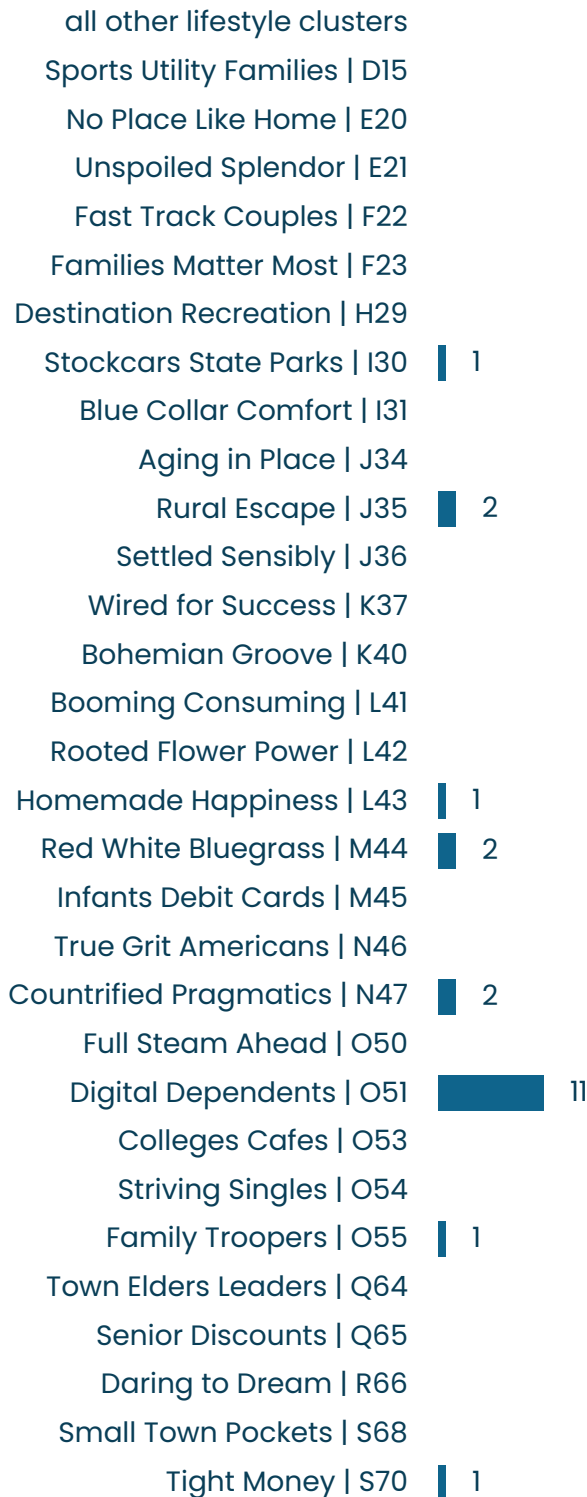 all other lifestyle clusters
Sports Utility Families | D15
No Place Like Home | E20
Unspoiled Splendor | E21
Fast Track Couples | F22
Families Matter Most | F23
Destination Recreation | H29
Stockcars State Parks | I30 1
Blue Collar Comfort | I31
Aging in Place | J34
Rural Escape | J35 2
Settled Sensibly | J36
Wired for Success | K37
Bohemian Groove | K40
Booming Consuming | L41
Rooted Flower Power | L42
Homemade Happiness | L43 1
Red White Bluegrass | M44 2
Infants Debit Cards | M45
True Grit Americans | N46
Countrified Pragmatics | N47 2
Full Steam Ahead | O50
Digital Dependents | O51 11
Colleges Cafes | O53
Striving Singles | O54
Family Troopers | O55 1
Town Elders Leaders | Q64
Senior Discounts | Q65
Daring to Dream | R66
Small Town Pockets | S68
Tight Money | S70 1